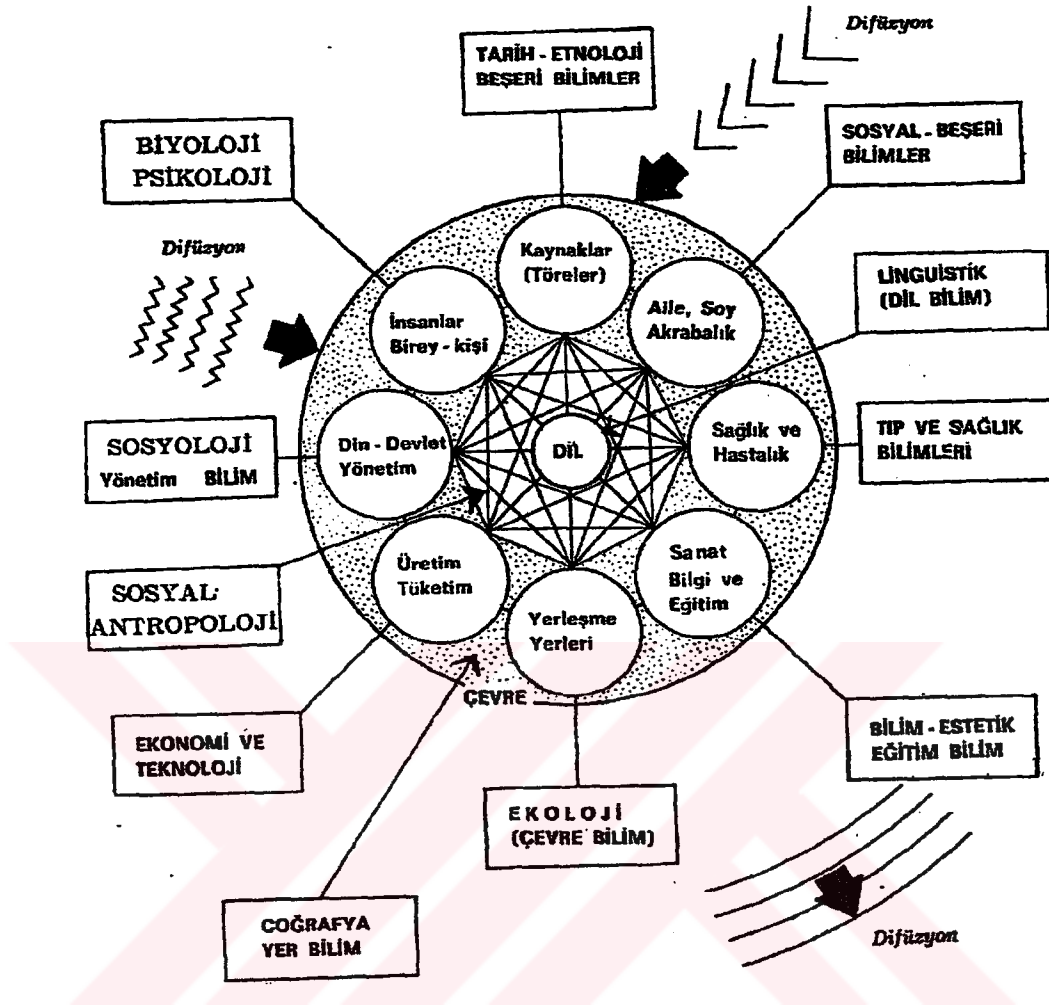 Difüzyon
TARİH - ETNOLOJİ
BEŞERİ BİLİMLER
BİYOLOJİ
PSİKOLOJİ
SOSYAL - BEŞERİ
BİLİMLER
Difüzyon
Kaynaklar
(Töreler)
İnsanlar
Birey - kişi
Aile, Soy
Akrabalık
LİNGUİSTİK
(DİL BİLİM)
SOSYOLOJİ
Yönetim BİLİM
Din - Devlet
Yönetim
DİL
Sağlık ve
Hastalık
TIP VE SAĞLIK
BİLİMLERİ
SOSYAL
ANTROPOLOJİ
Üretim
Tüketim
Yerleşme
Yerleri
Sanat
Bilgi ve
Eğitim
ÇEVRE
EKONOMİ VE
TEKNOLOJİ
EKOLOJİ
(ÇEVRE BİLİM)
BİLİM - ESTETİK
EĞİTİM BİLİM
COĞRAFYA
YER BİLİM
Difüzyon